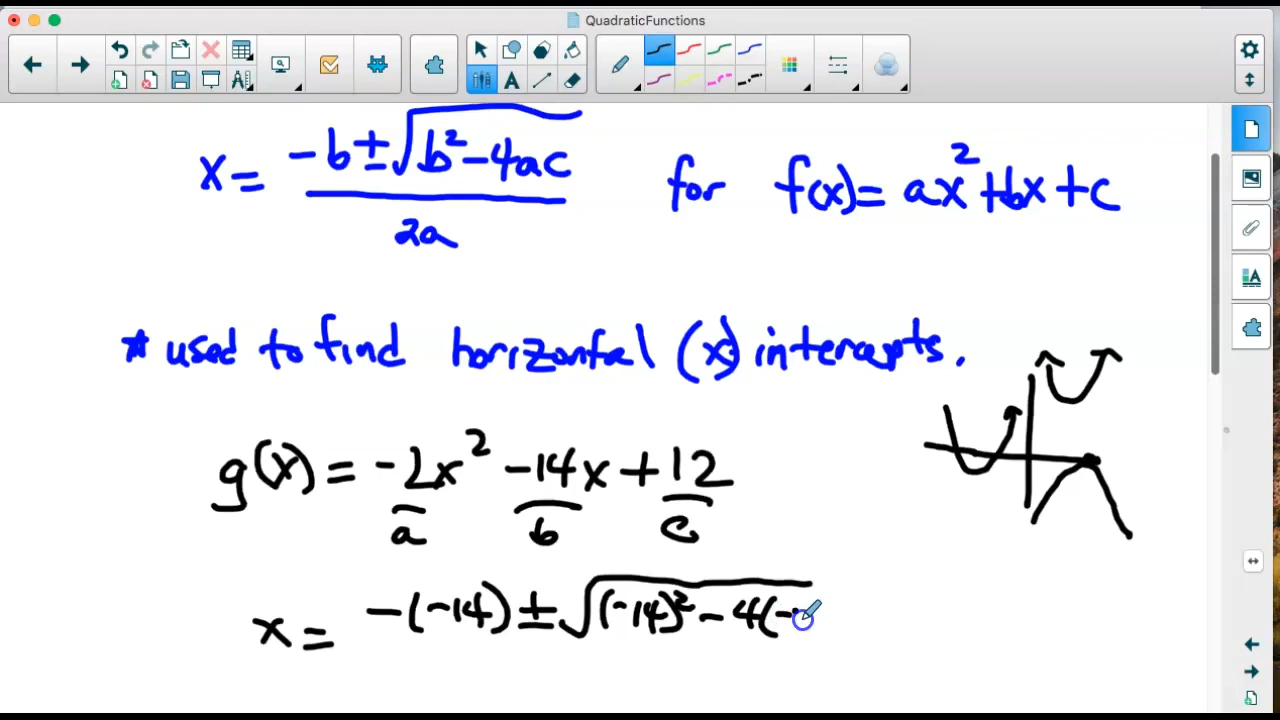 QuadraticFunctions
A
A
x = -b ± √b² - 4ac / 2a for f(x) = ax² + bx + c
* used to find horizontal (x) intercepts.
g(x) = -2x² - 14x + 12
a b c
x = -(-14) ± √(-14)² - 4(-